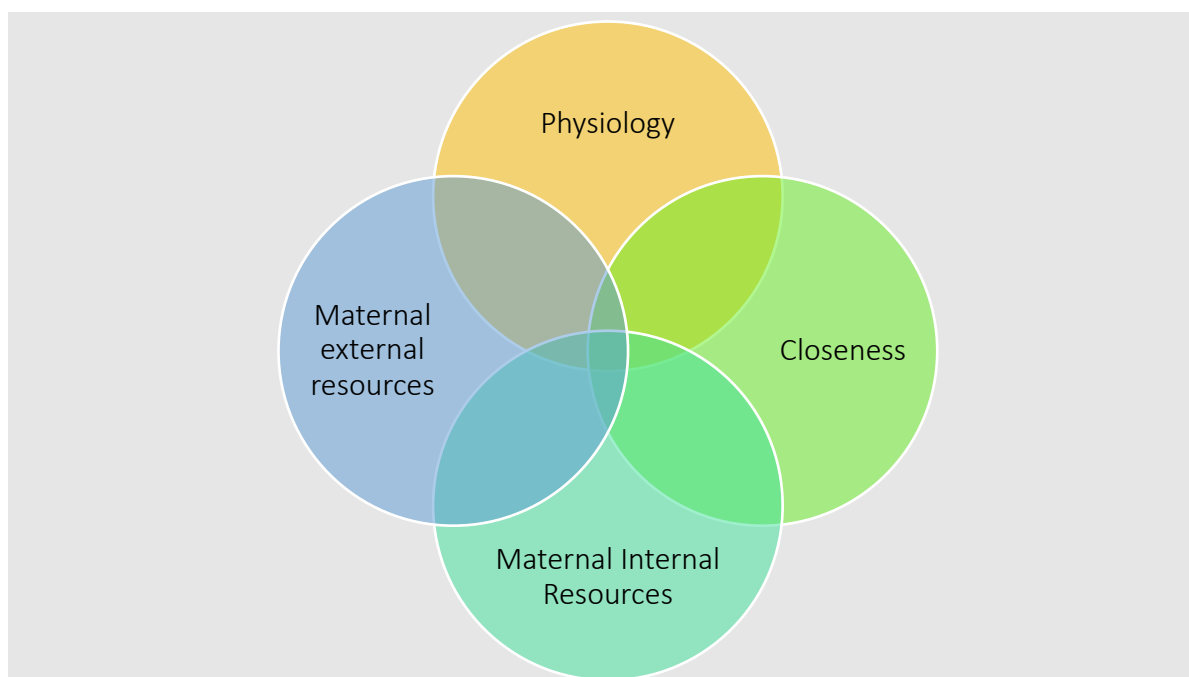 Physiology
Maternal
external
resources
Closeness
Maternal Internal
Resources